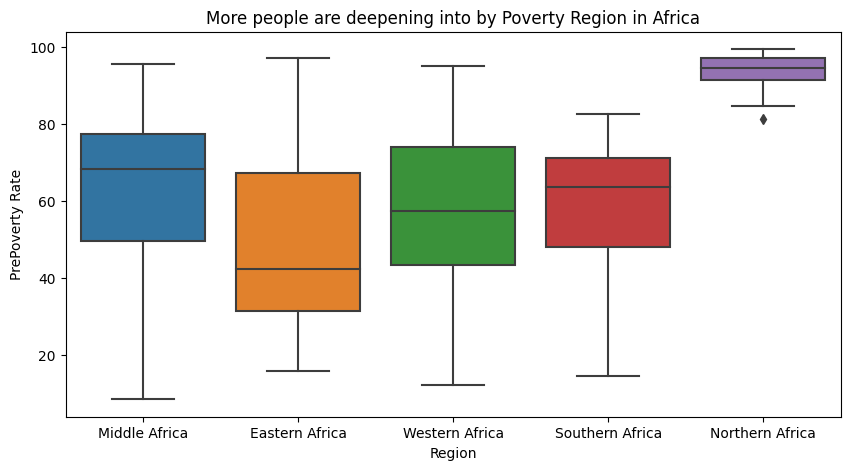 More people are deepening into by Poverty Region in Africa
PrePoverty Rate
100
80
60
40
20
Middle Africa
Eastern Africa
Western Africa
Southern Africa
Northern Africa
Region